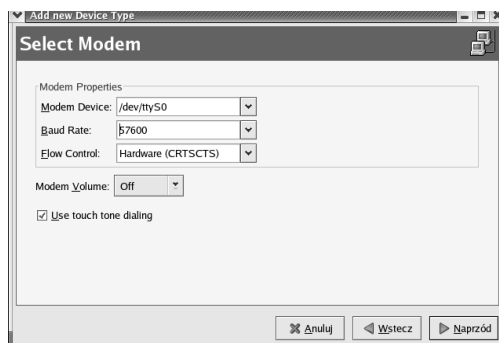 Add new Device Type
Select Modem
Modem Properties
Modem Device: /dev/ttyS0
Baud Rate: 57600
Flow Control: Hardware (CRTSCTS)
Modem Volume: Off
Use touch tone dialing
Anuluj Wstecz Naprzód